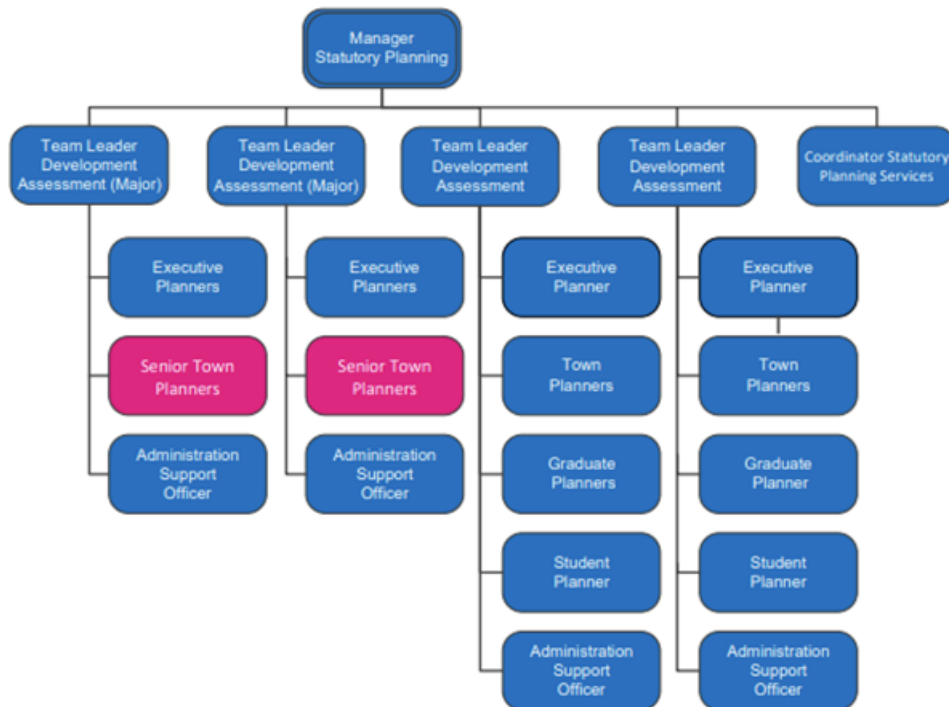 Manager
Statutory Planning
Team Leader
Development
Assessment (Major)
Team Leader
Development
Assessment (Major)
Team Leader
Development
Assessment
Team Leader
Development
Assessment
Coordinator Statutory
Planning Services
Executive
Planners
Executive
Planners
Executive
Planner
Executive
Planner
Senior Town
Planners
Senior Town
Planners
Town
Planners
Town
Planners
Administration
Support
Officer
Administration
Support
Officer
Graduate
Planners
Graduate
Planner
Student
Planner
Student
Planner
Administration
Support
Officer
Administration
Support
Officer